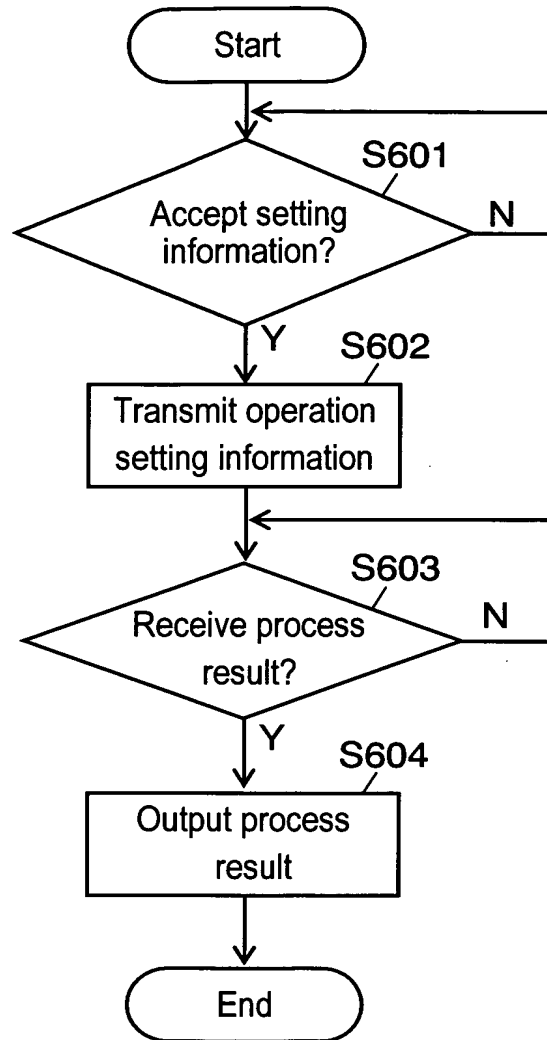 Start
S601
Accept setting
information?
N
Y
S602
Transmit operation
setting information
S603
Receive process
result?
N
Y
S604
Output process
result
End